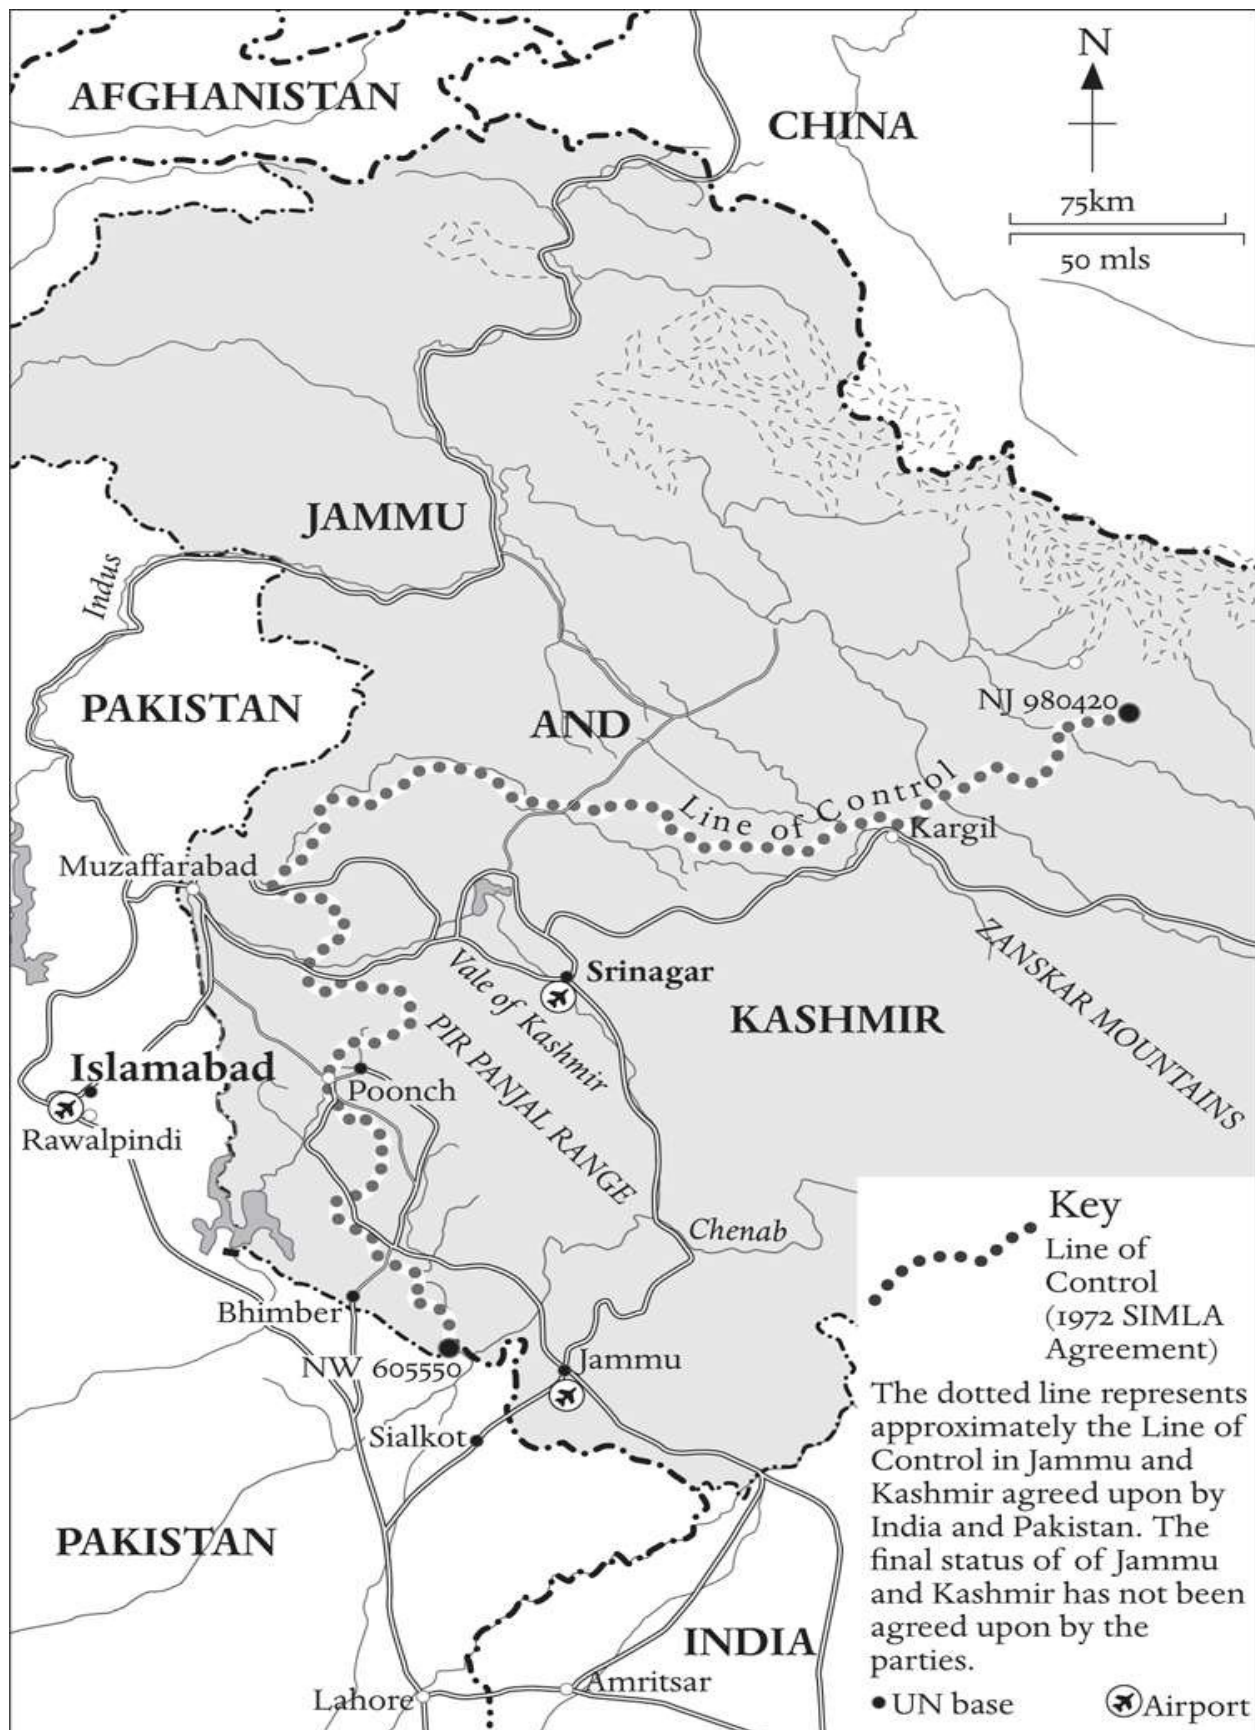 N
AFGHANISTAN
CHINA
75km
50 mls
JAMMU
Indus
PAKISTAN
AND
NJ 980420
Line of Control
Kargil
Muzaffarabad
ZANSKAR MOUNTAINS
Vale of Kashmir
Srinagar
KASHMIR
PIR PANJAL RANGE
Islamabad
Poonch
Rawalpindi
Chenab
Bhimber
NW 605550
Jammu
Sialkot
PAKISTAN
INDIA
Amritsar
Lahore
Key
Line of
Control
(1972 SIMLA
Agreement)
The dotted line represents
approximately the Line of
Control in Jammu and
Kashmir agreed upon by
India and Pakistan. The
final status of of Jammu
and Kashmir has not been
agreed upon by the
parties.
UN base
Airport